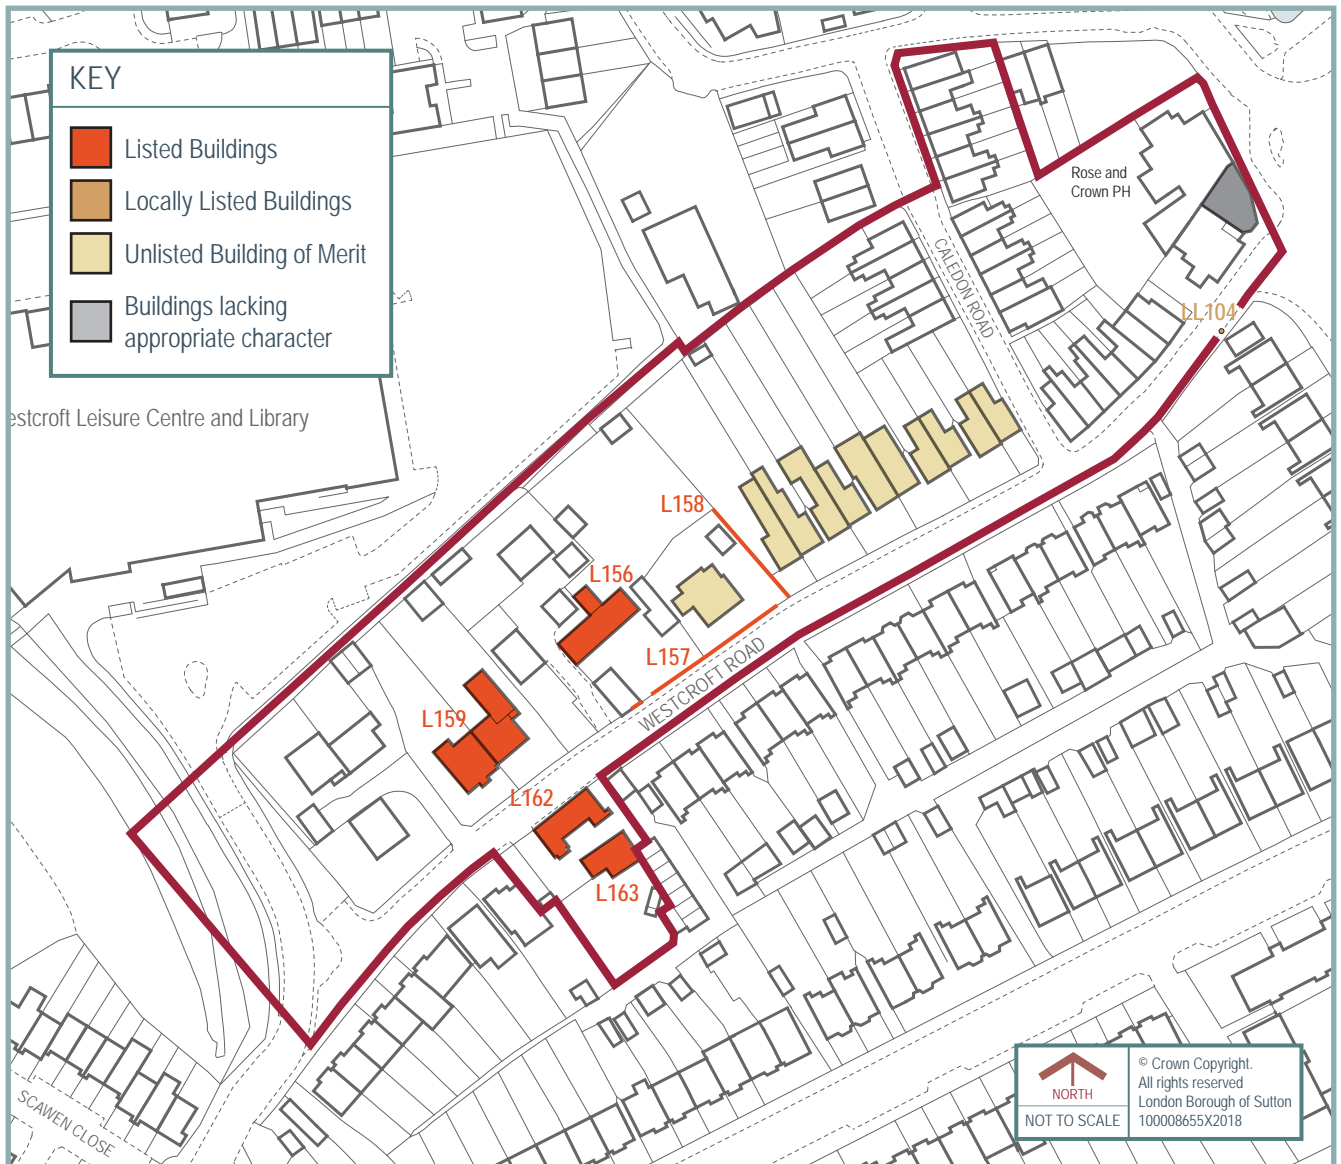 KEY
Listed Buildings
Locally Listed Buildings
Unlisted Building of Merit
Buildings lacking
appropriate character
estcroft Leisure Centre and Library
Rose and
Crown PH
CALEDON ROAD
LL104
L158
L156
L157
WESTCROFT ROAD
L159
L162
L163
SCAWEN CLOSE
NORTH
NOT TO SCALE
© Crown Copyright.
All rights reserved
London Borough of Sutton
100008655X2018